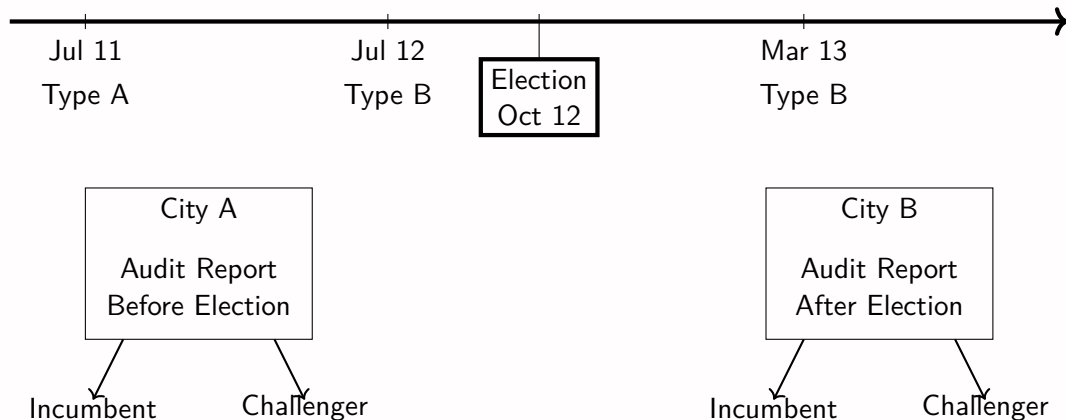 Jul 11 Jul 12 Mar 13
Type A Type B Type B
Election
Oct 12
City A
Audit Report
Before Election
Incumbent Challenger
City B
Audit Report
After Election
Incumbent Challenger